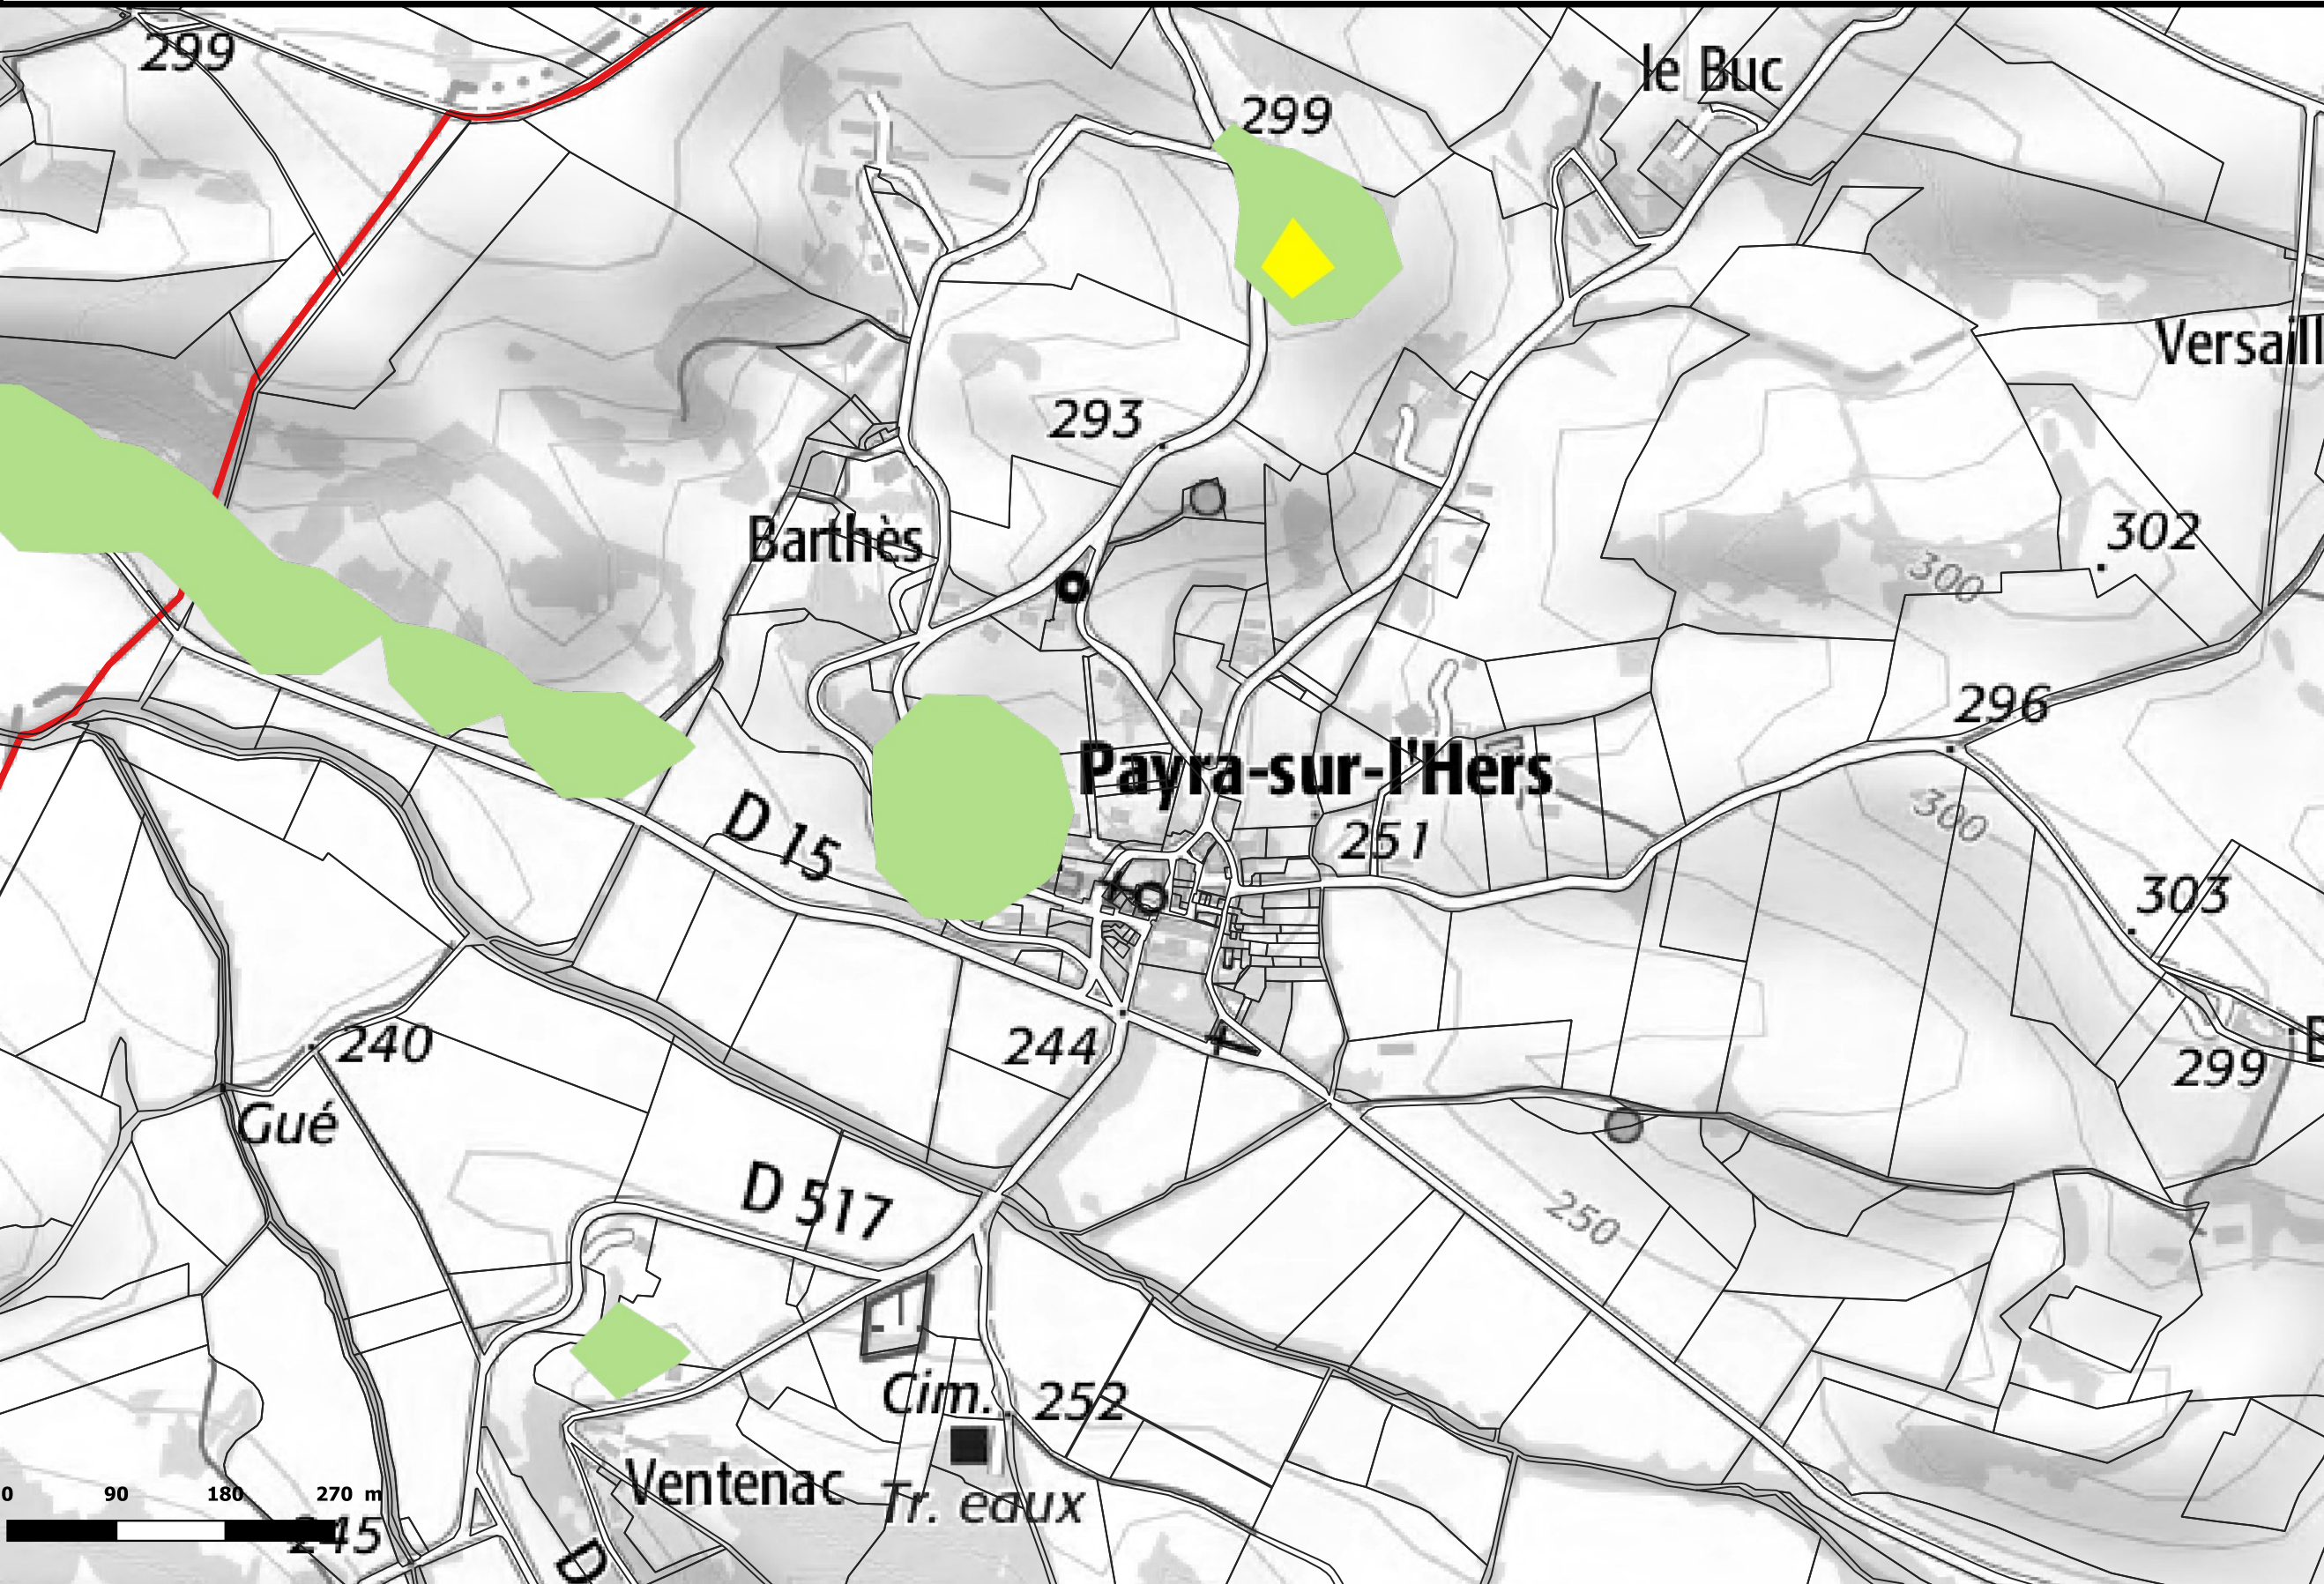 299
le Buc
299
Versaill
293
302
Barthès
300
296
Payra-sur-l'Hers
D 15
251
300
303
240
244
299
B
Gué
D 517
250
Cim.
252
Ventenac
Tr. eaux
0 90 180 270 m
245
D